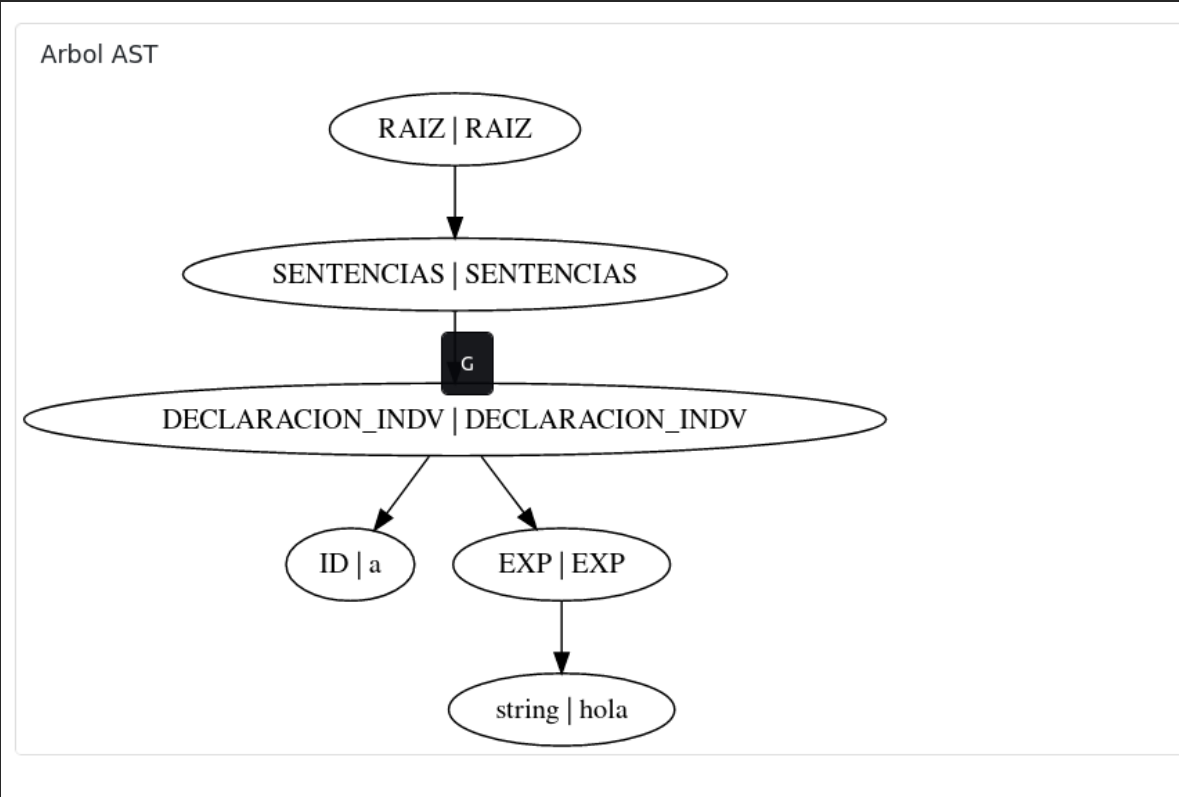 Arbol AST
RAIZ | RAIZ
SENTENCIAS | SENTENCIAS
G
DECLARACION_INDV | DECLARACION_INDV
ID | a
EXP | EXP
string | hola